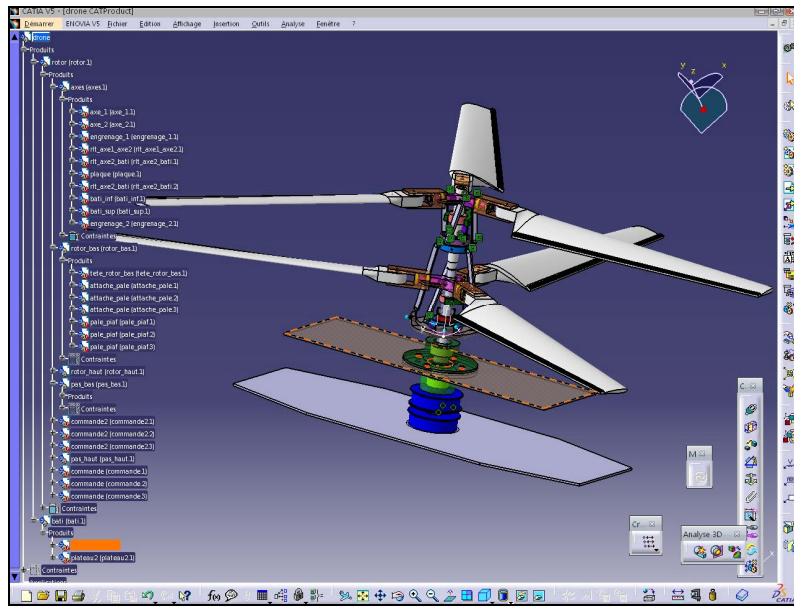 CATIA V5 - [drone.CATProduct]
Démarrer ENOVIA V5 Fichier Edition Affichage Insertion Outils Analyse Fenêtre ?
drone
Produits
rotor (rotor.1)
Produits
axes (axes.1)
Produits
axe_1 (axe_1.1)
axe_2 (axe_2.1)
engrenage_1 (engrenage_1.1)
rlt_axe1_axe2 (rlt_axe1_axe2.1)
rlt_axe2_bati (rlt_axe2_bati.1)
plaque (plaque.1)
rlt_axe2_bati (rlt_axe2_bati.2)
bati_inf (bati_inf.1)
bati_sup (bati_sup.1)
engrenage_2 (engrenage_2.1)
Contraintes
rotor_bas (rotor_bas.1)
Produits
tete_rotor_bas (tete_rotor_bas.1)
attache_pale (attache_pale.1)
attache_pale (attache_pale.2)
attache_pale (attache_pale.3)
pale_piaf (pale_piaf.1)
pale_piaf (pale_piaf.2)
pale_piaf (pale_piaf.3)
Contraintes
rotor_haut (rotor_haut.1)
pas_bas (pas_bas.1)
Produits
Contraintes
commande2 (commande2.1)
commande2 (commande2.2)
commande2 (commande2.3)
pas_haut (pas_haut.1)
commande (commande.1)
commande (commande.2)
commande (commande.3)
Contraintes
bati (bati.1)
Produits
plateau2 (plateau2.1)
Contraintes
Applications
y x
z
C..
M
Cr
Analyse 3D
f(x)
CATIA